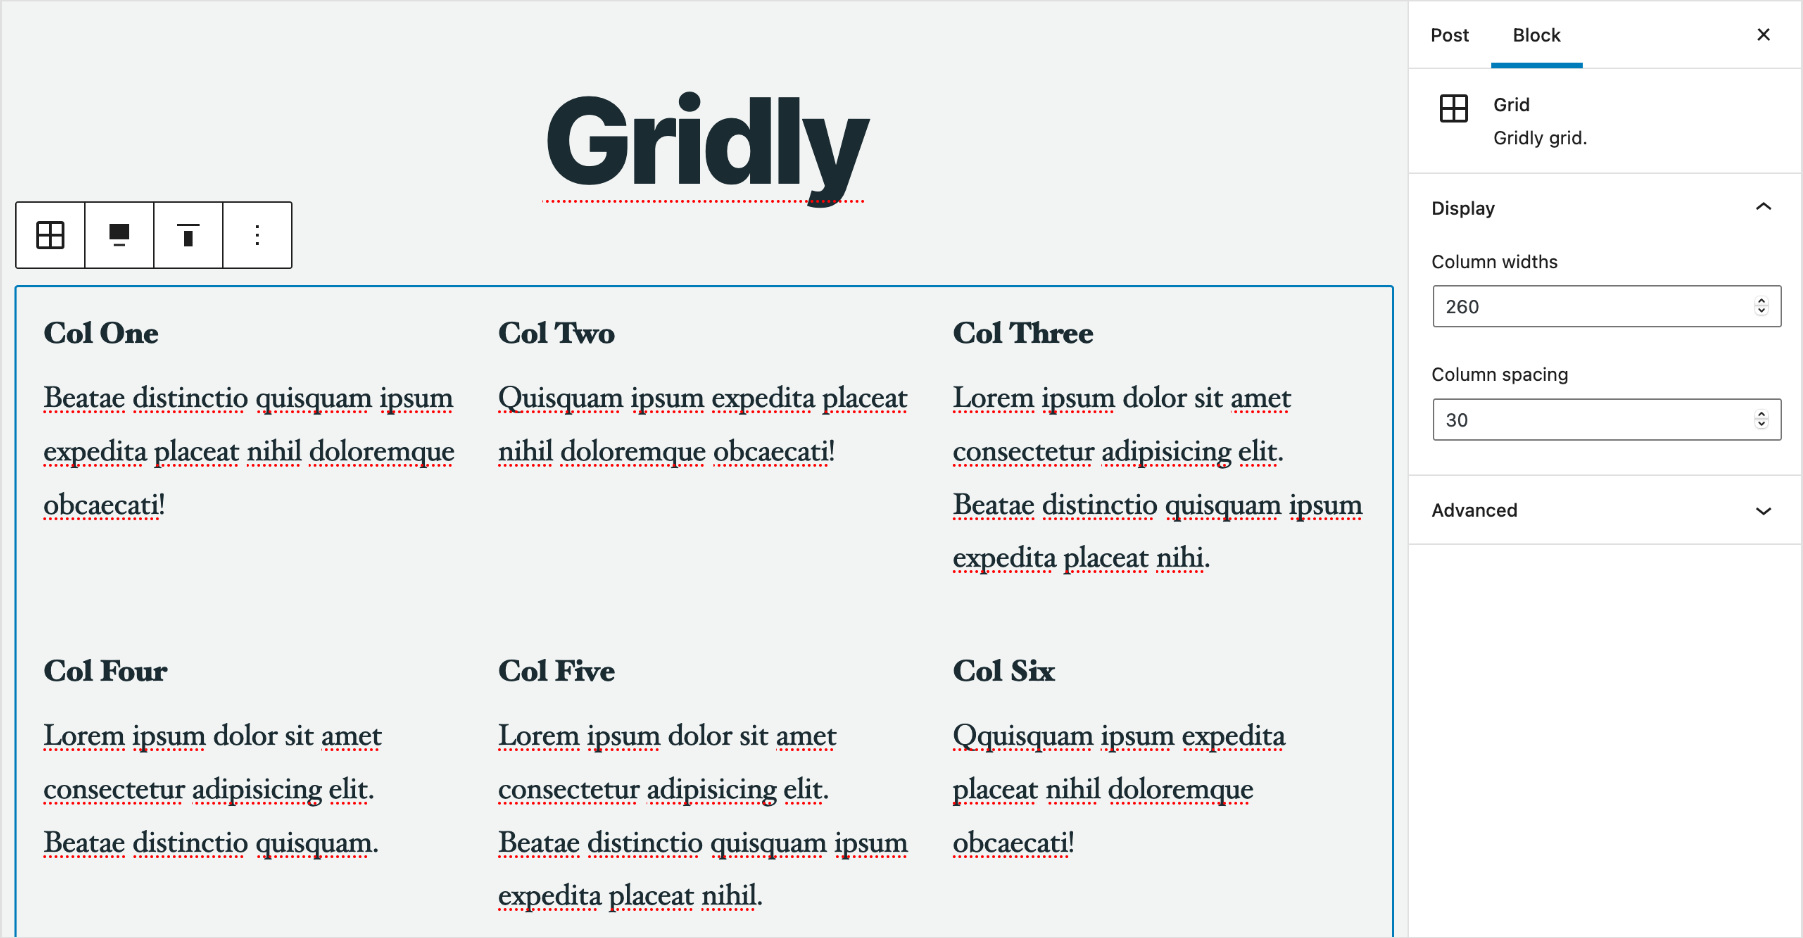 Gridly
Col One
Beatae distinctio quisquam ipsum
expedita placeat nihil doloremque
obcaecati!
Col Two
Quisquam ipsum expedita placeat
nihil doloremque obcaecati!
Col Three
Lorem ipsum dolor sit amet
consectetur adipisicing elit.
Beatae distinctio quisquam ipsum
expedita placeat nihi.
Col Four
Lorem ipsum dolor sit amet
consectetur adipisicing elit.
Beatae distinctio quisquam.
Col Five
Lorem ipsum dolor sit amet
consectetur adipisicing elit.
Beatae distinctio quisquam ipsum
expedita placeat nihil.
Col Six
Qquisquam ipsum expedita
placeat nihil doloremque
obcaecati!
Post
Block
Grid
Gridly grid.
Display
Column widths
260
Column spacing
30
Advanced